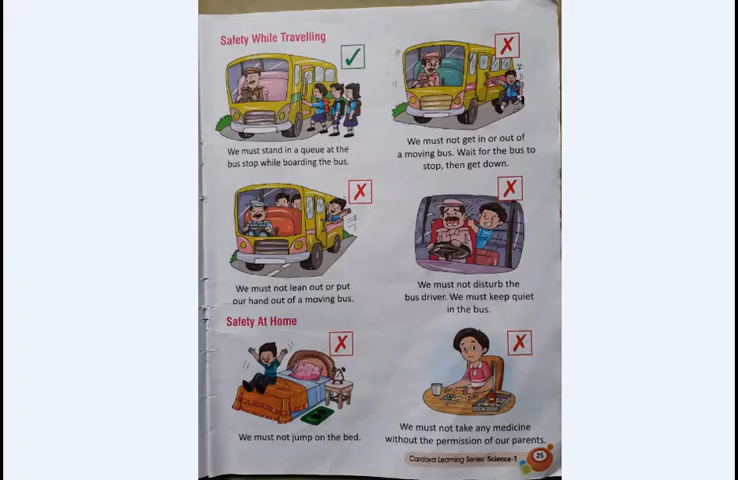 Safety While Travelling
We must stand in a queue at the
bus stop while boarding the bus.
We must not get in or out of
a moving bus. Wait for the bus to
stop, then get down.
We must not lean out or put
our hand out of a moving bus.
We must not disturb the
bus driver. We must keep quiet
in the bus.
Safety At Home
We must not jump on the bed.
We must not take any medicine
without the permission of our parents.
Cordova Learning Series Science-1
25